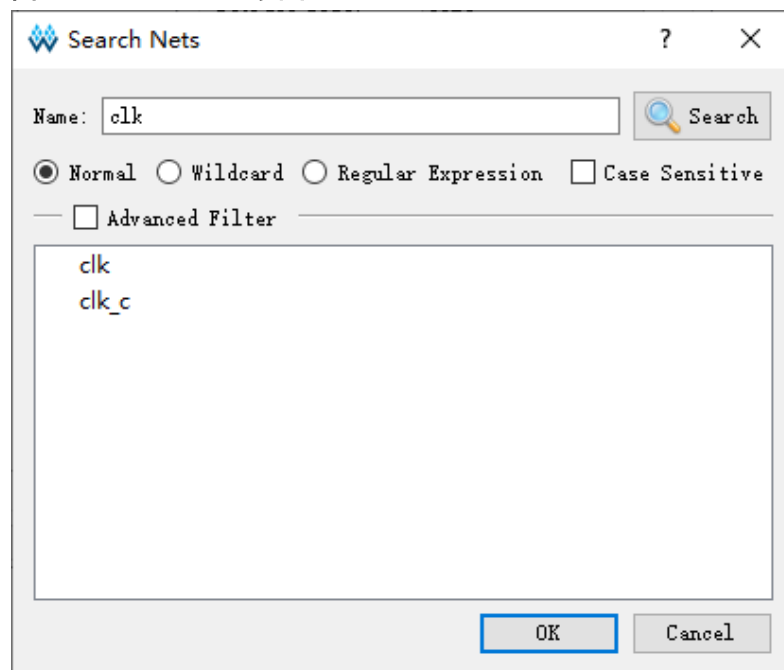 Search Nets
Name: clk Search
Normal Wildcard Regular Expression Case Sensitive
Advanced Filter
clk
clk_c
OK Cancel